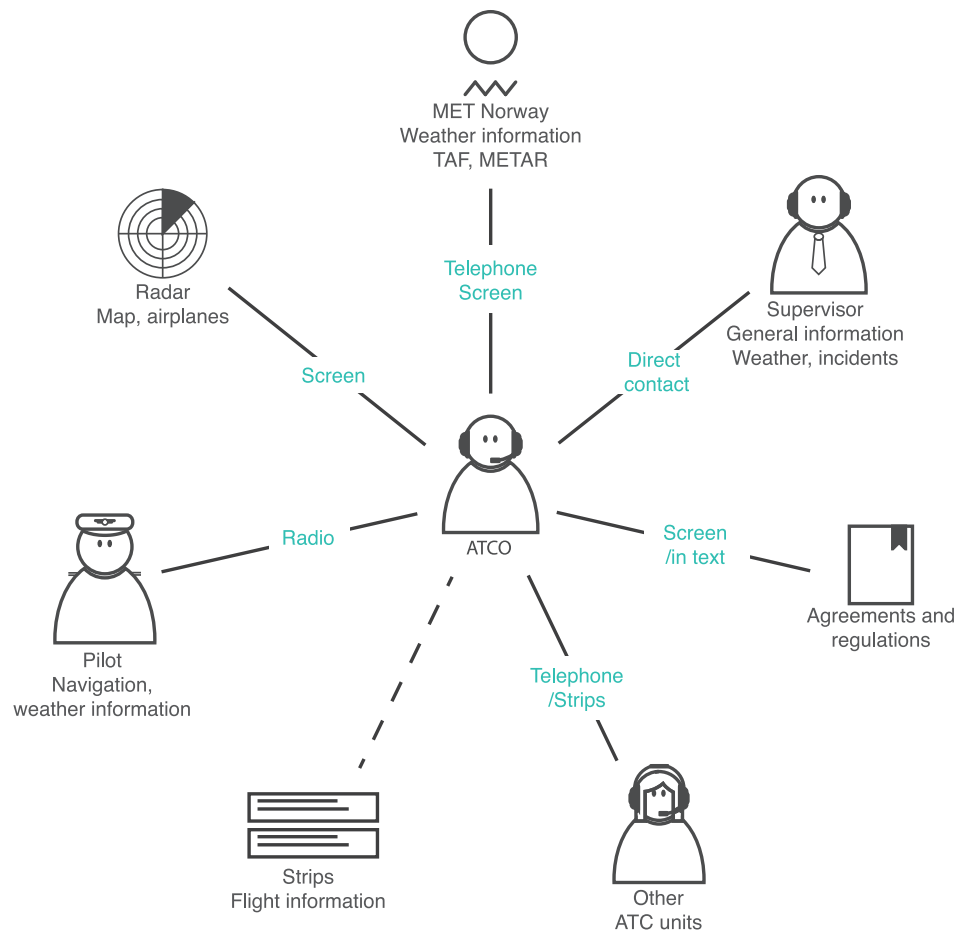 MET Norway
Weather information
TAF, METAR
Telephone
Screen
Radar
Map, airplanes
Screen
Supervisor
General information
Weather, incidents
Direct
contact
ATCO
Radio
Pilot
Navigation,
weather information
Screen
/in text
Agreements and
regulations
Telephone
/Strips
Strips
Flight information
Other
ATC units